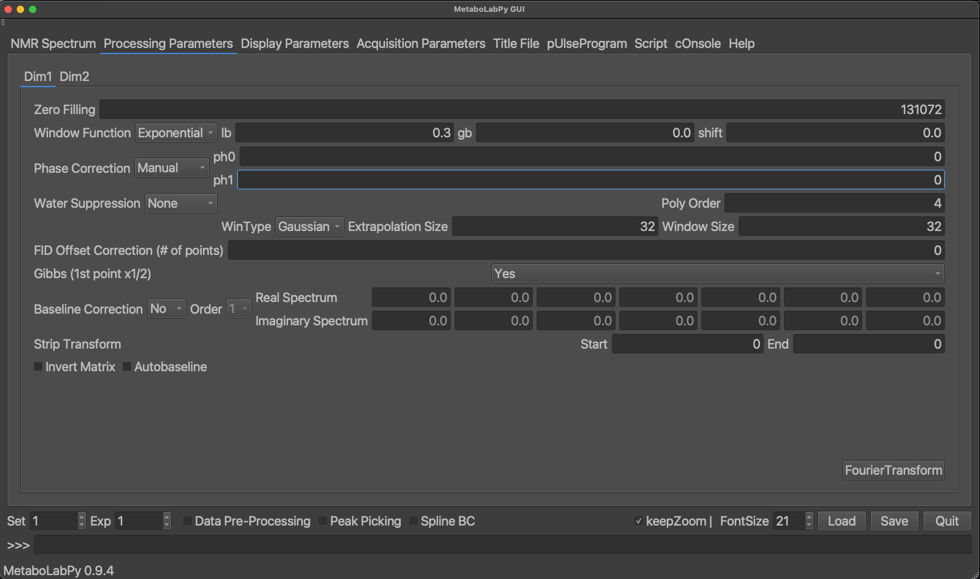 MetaboLabPy GUI
NMR Spectrum Processing Parameters Display Parameters Acquisition Parameters Title File pUlseProgram Script cOnsole Help
Dim1 Dim2
Zero Filling 131072
Window Function Exponential lb 0.3 gb 0.0 shift 0.0
ph0 0
Phase Correction Manual
ph1 0
Water Suppression None Poly Order 4
WinType Gaussian Extrapolation Size 32 Window Size 32
FID Offset Correction (# of points) 0
Gibbs (1st point x1/2) Yes
Real Spectrum 0.0 0.0 0.0 0.0 0.0 0.0 0.0
Baseline Correction No Order 1
Imaginary Spectrum 0.0 0.0 0.0 0.0 0.0 0.0 0.0
Strip Transform Start 0 End 0
Invert Matrix Autobaseline
FourierTransform
Set 1 Exp 1 Data Pre-Processing Peak Picking Spline BC keepZoom | FontSize 21 Load Save Quit
>>>
MetaboLabPy 0.9.4